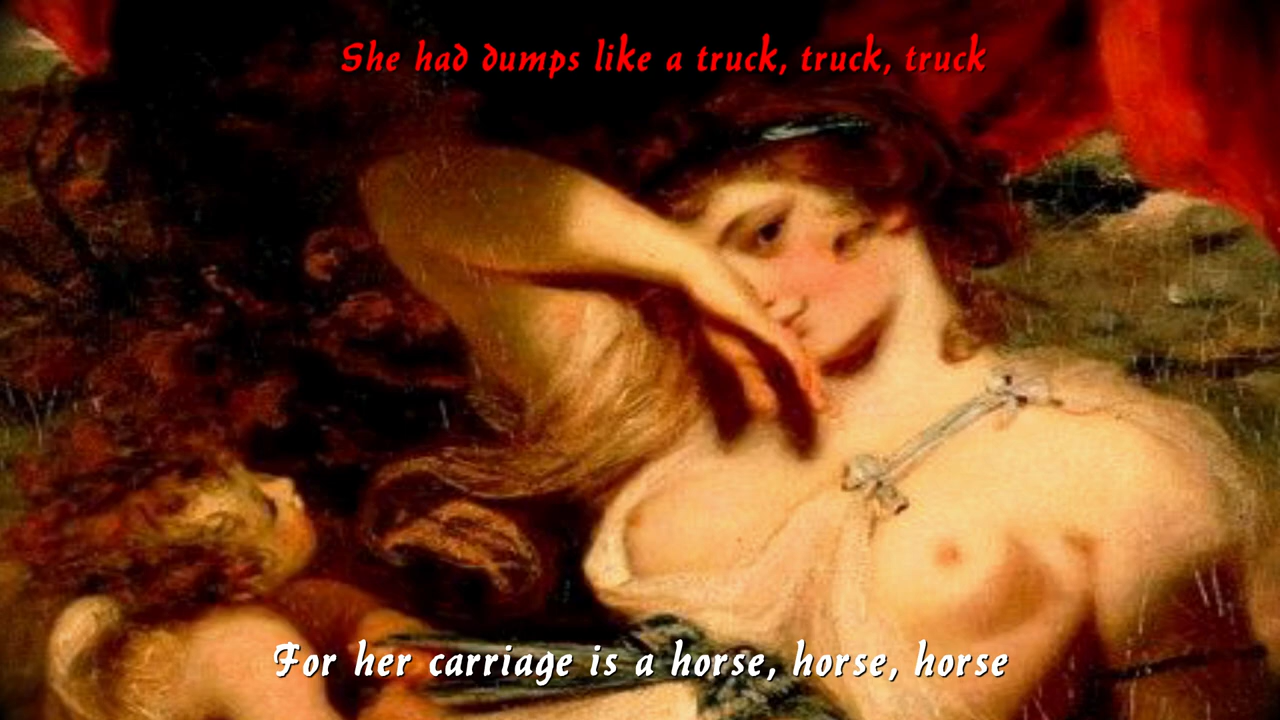 She had dumps like a truck, truck, truck
For her carriage is a horse, horse, horse